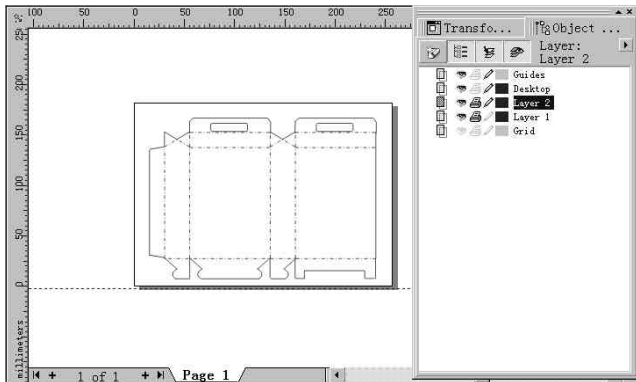 100 50 0 50 100 150 200 250
Transfo... Object ...
Layer:
Layer 2
Guides
Desktop
Layer 2
Layer 1
Grid
250
200
150
100
50
0
millimeters
1 of 1 Page 1